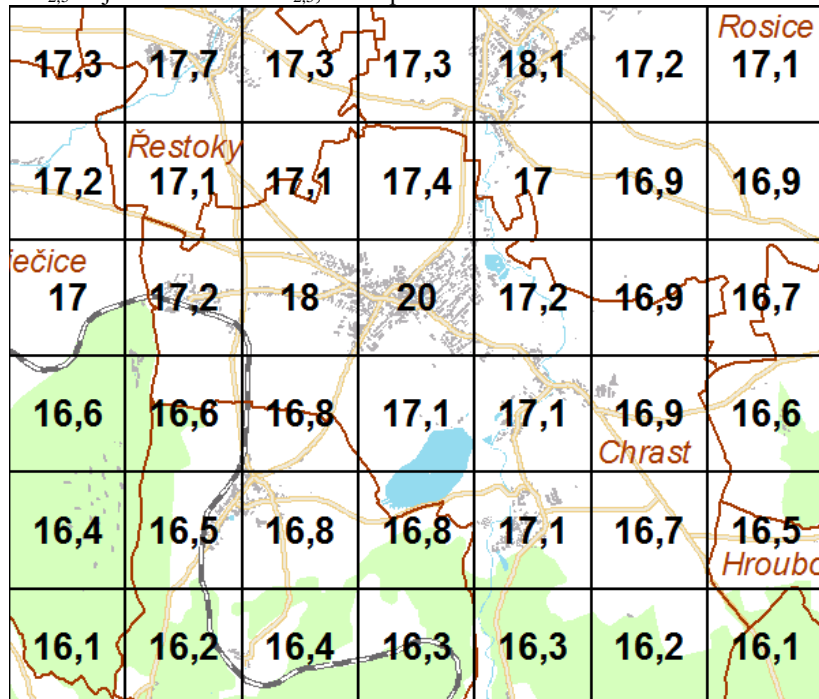 Rosice
17,3 17,7 17,3 17,3 18,1 17,2 17,1
Řestoky
17,2 17,1 17,1 17,4 17 16,9 16,9
ječice
17 17,2 18 20 17,2 16,9 16,7
16,6 16,6 16,8 17,1 17,1 16,9 16,6
Chrast
16,4 16,5 16,8 16,8 17,1 16,7 16,5
Hroubo
16,1 16,2 16,4 16,3 16,3 16,2 16,1